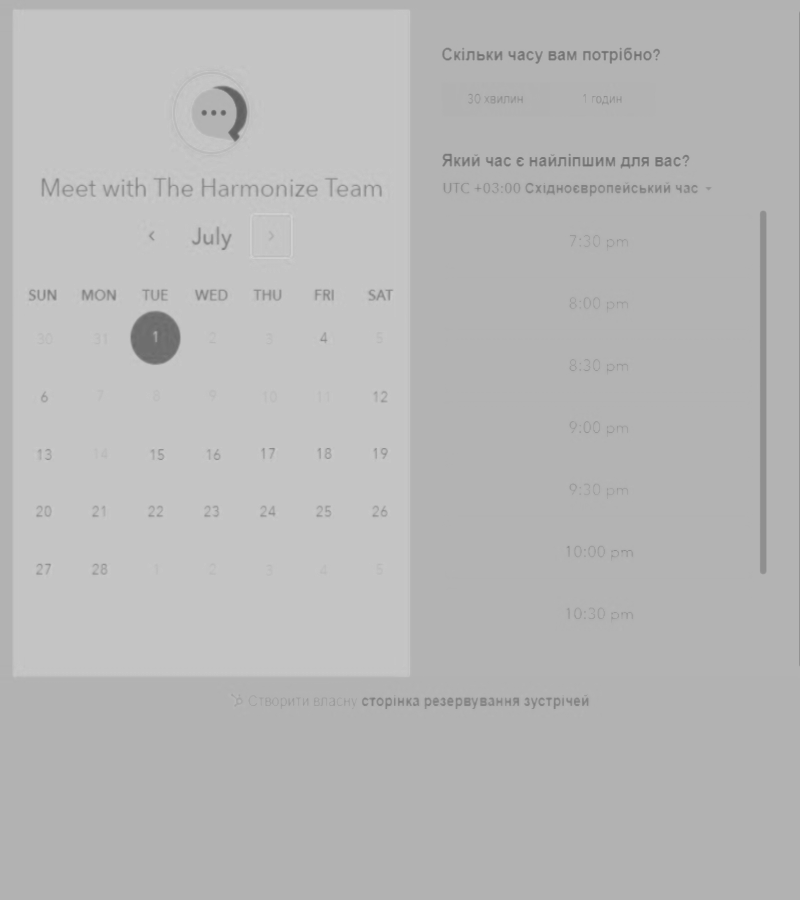 Meet with The Harmonize Team
July
SUN MON TUE WED THU FRI SAT
30 31 1 2 3 4 5
6 7 8 9 10 11 12
13 14 15 16 17 18 19
20 21 22 23 24 25 26
27 28 1 2 3 4 5
Скільки часу вам потрібно?
30 хвилин 1 годин
Який час є найліпшим для вас?
UTC +03:00 Східноєвропейський час
7:30 pm
8:00 pm
8:30 pm
9:00 pm
9:30 pm
10:00 pm
10:30 pm
Створити власну сторінка резервування зустрічей